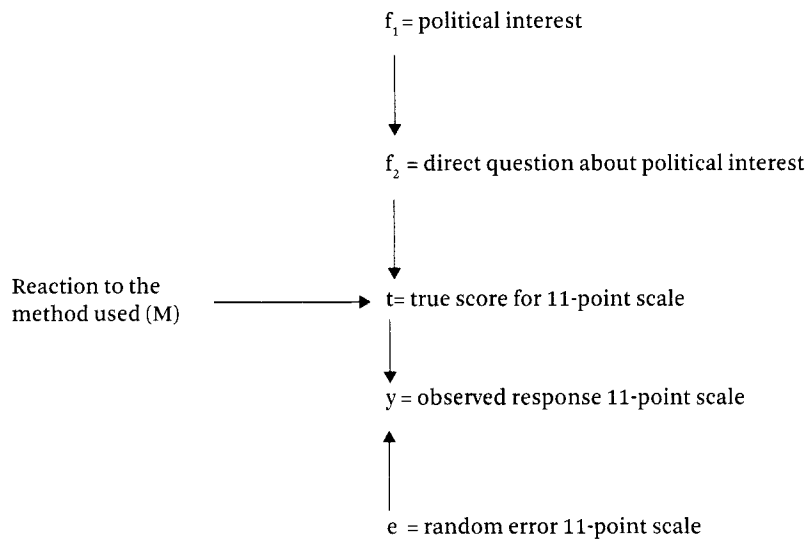 f₁ = political interest
f₂ = direct question about political interest
Reaction to the
method used (M)
t= true score for 11-point scale
y = observed response 11-point scale
e = random error 11-point scale